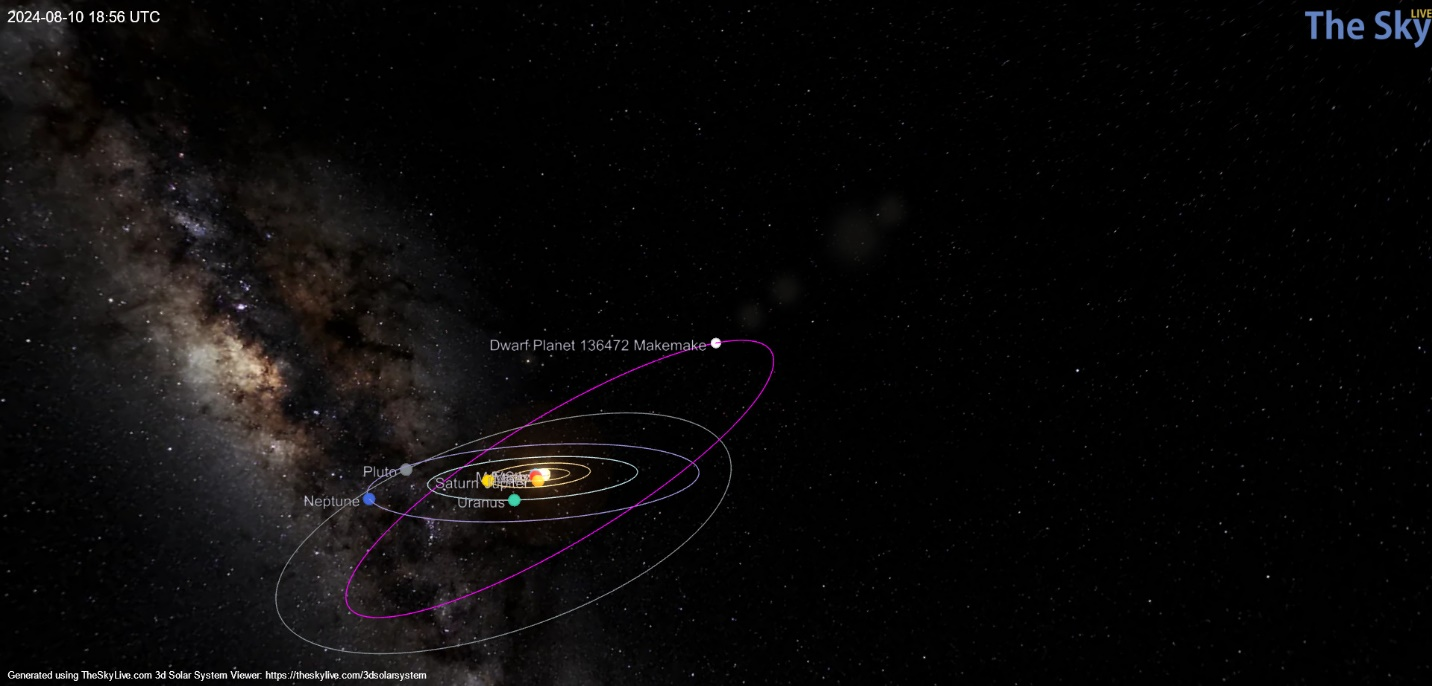 2024-08-10 18:56 UTC
LIVE
The Sky
Dwarf Planet 136472 Makemake
Pluto
Saturn
Jupiter
Neptune
Uranus
Generated using TheSkyLive.com 3d Solar System Viewer: https://theskylive.com/3dsolarsystem